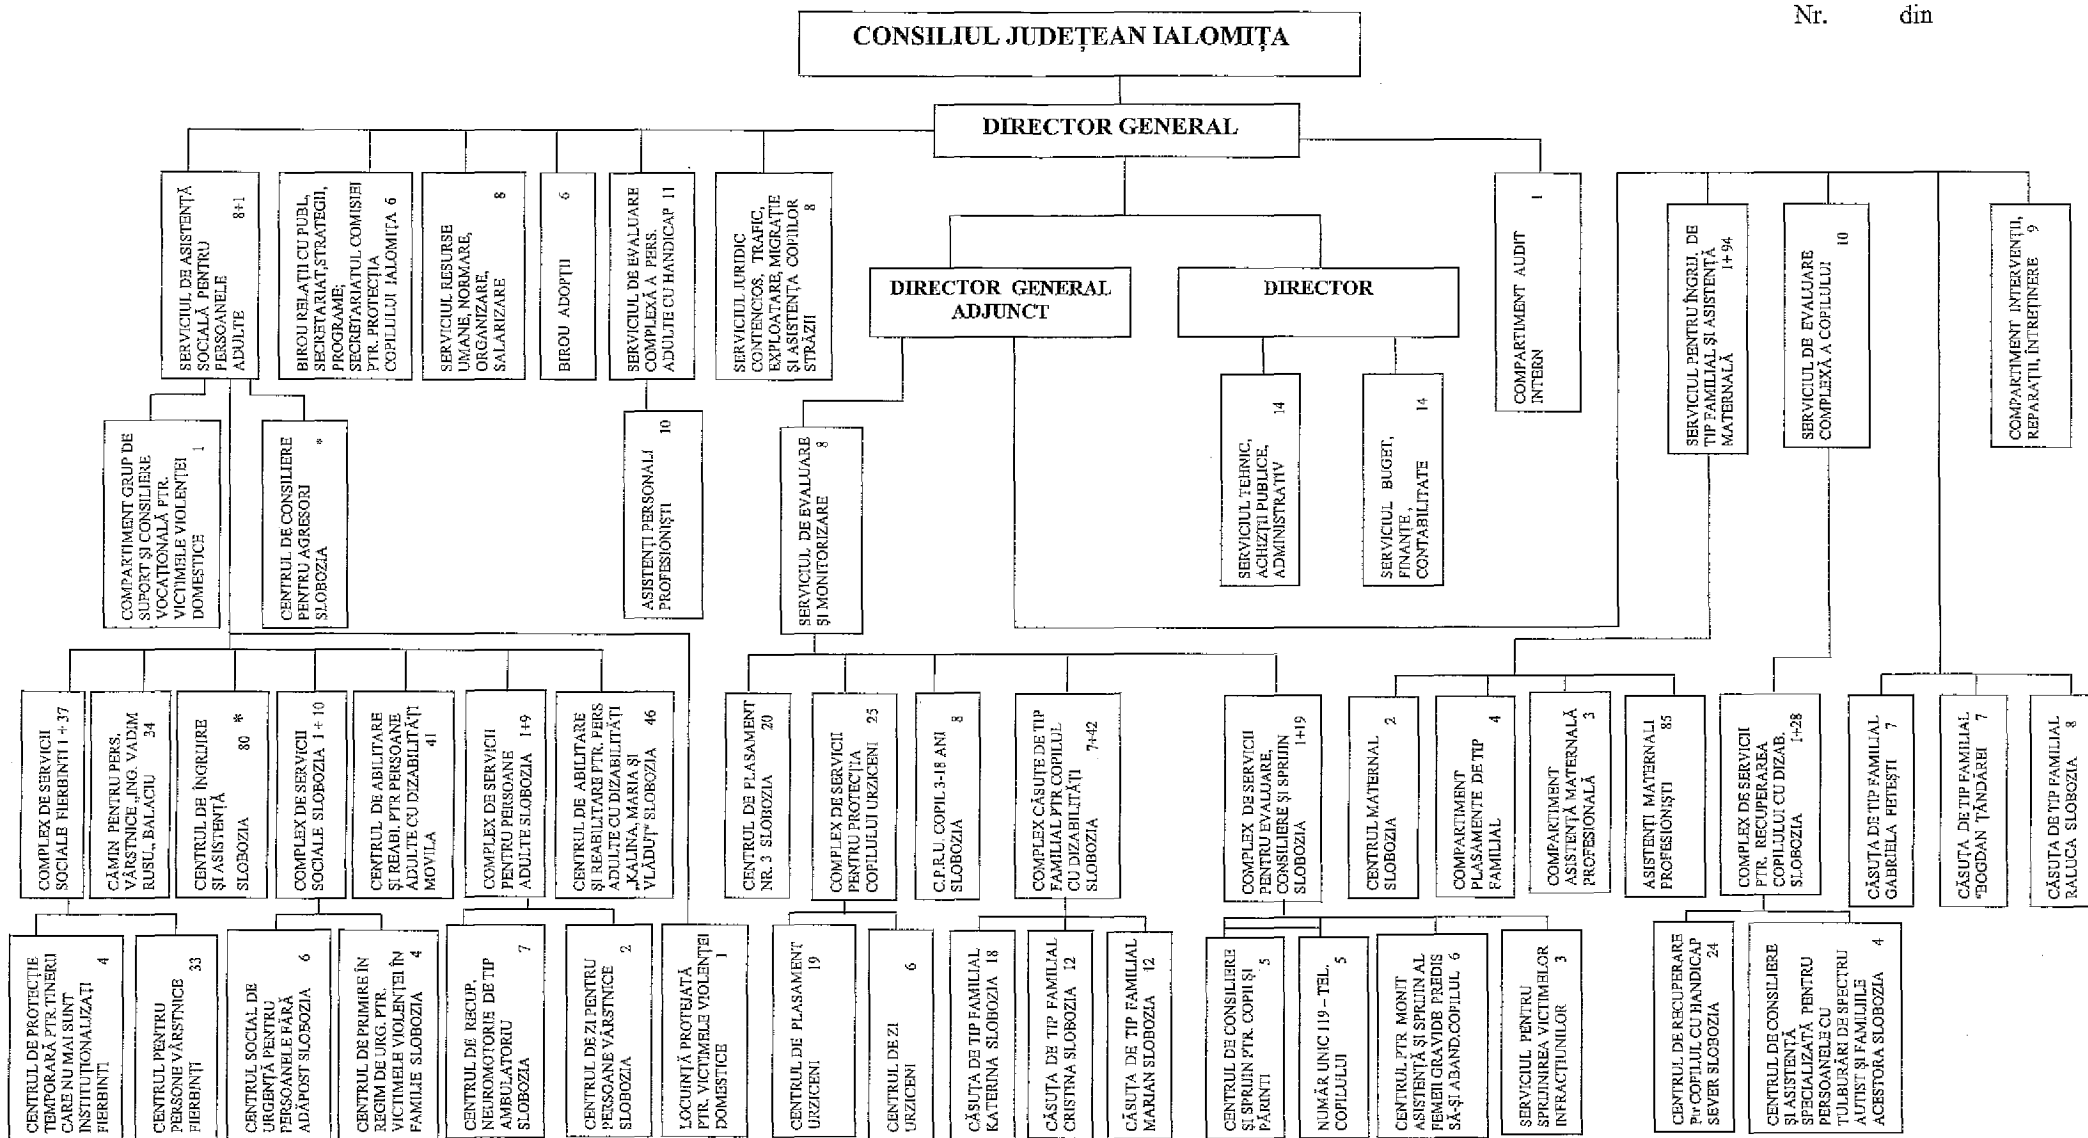 Nr. din
CONSILIUL JUDEȚEAN IALOMIȚA
DIRECTOR GENERAL
SERVICIUL DE ASISTENȚĂ
SOCIALĂ PENTRU
PERSOANELE
ADULTE 8+1
BIROU RELAȚII CU PUBL,
SECRETARIAT,STRATEGII,
PROGRAME;
SECRETARIATUL COMISIEI
PTR. PROTECȚIA
COPILULUI IALOMIȚA 6
SERVICIUL RESURSE
UMANE, NORMARE,
ORGANIZARE,
SALARIZARE 8
BIROU ADOPȚII 6
SERVICIUL DE EVALUARE
COMPLEXĂ A PERS.
ADULTE CU HANDICAP 11
SERVICIUL JURIDIC
CONTENCIOS, TRAFIC,
EXPLOATARE, MIGRAȚIE
ȘI ASISTENȚA COPIILOR
STRĂZII 8
DIRECTOR GENERAL
ADJUNCT
DIRECTOR
COMPARTIMENT AUDIT
INTERN 1
SERVICIUL PENTRU ÎNGRIJ. DE
TIP FAMILIAL ȘI ASISTENȚĂ
MATERNALĂ 1+94
SERVICIUL DE EVALUARE
COMPLEXĂ A COPILULUI 10
COMPARTIMENT INTERVENȚII,
REPARAȚII, ÎNTREȚINERE 9
COMPARTIMENT GRUP DE
SUPORT ȘI CONSILIERE
VOCAȚIONALĂ PTR.
VICTIMELE VIOLENȚEI
DOMESTICE 1
CENTRUL DE CONSILIERE
PENTRU AGRESORI
SLOBOZIA *
ASISTENȚI PERSONALI
PROFESIONIȘTI 10
SERVICIUL DE EVALUARE
ȘI MONITORIZARE 8
SERVICIUL TEHNIC,
ACHIZIȚII PUBLICE,
ADMINISTRATIV 14
SERVICIUL BUGET,
FINANȚE ,
CONTABILITATE 14
COMPLEX DE SERVICII
SOCIALE FIERBINTI 1 + 37
CĂMIN PENTRU PERS,
VÂRSTNICE „ING. VADIM
RUSU„ BALACIU 34
CENTRUL DE ÎNGRIJIRE
ȘI ASISTENȚĂ
SLOBOZIA 80 *
COMPLEX DE SERVICII
SOCIALE SLOBOZIA 1 + 10
CENTRUL DE ABILITARE
ȘI REABI. PTR PERSOANE
ADULTE CU DIZABILITĂȚI
MOVILA 41
COMPLEX DE SERVICII
PENTRU PERSOANE
ADULTE SLOBOZIA 1+9
CENTRUL DE ABILITARE
ȘI REABILITARE PTR. PERS
ADULTE CU DIZABILITĂȚI
„KALINA, MARIA ȘI
VLĂDUȚ” SLOBOZIA 46
CENTRUL DE PLASAMENT
NR. 3 SLOBOZIA 20
COMPLEX DE SERVICII
PENTRU PROTECȚIA
COPILULUI URZICENI 25
C.P.R.U. COPIL 3-18 ANI
SLOBOZIA 8
COMPLEX CĂSUȚE DE TIP
FAMILIAL PTR COPILUL
CU DIZABILITĂȚI
SLOBOZIA 7+42
COMPLEX DE SERVICII
PENTRU EVALUARE,
CONSILIERE ȘI SPRIJIN
SLOBOZIA 1+19
CENTRUL MATERNAL
SLOBOZIA 2
COMPARTIMENT
PLASAMENTE DE TIP
FAMILIAL 4
COMPARTIMENT
ASISTENȚĂ MATERNALĂ
PROFESIONALĂ 3
ASISTENȚI MATERNALI
PROFESIONIȘTI 85
COMPLEX DE SERVICII
PTR. RECUPERAREA
COPILULUI CU DIZAB.
SLOBOZIA 1+28
CĂSUȚA DE TIP FAMILIAL
GABRIELA FETEȘTI 7
CĂSUȚA DE TIP FAMILIAL
“BOGDAN ȚĂNDĂREI 7
CĂSUȚA DE TIP FAMILIAL
RALUCA SLOBOZIA 8
CENTRUL DE PROTECȚIE
TEMPORARĂ PTR.TINERII
CARE NU MAI SUNT
INSTITUȚIONALIZAȚI
FIERBINTI 4
CENTRUL PENTRU
PERSONE VÂRSTNICE
FIERBINȚI 33
CENTRUL SOCIAL DE
URGENȚĂ PENTRU
PERSOANELE FĂRĂ
ADĂPOST SLOBOZIA 6
CENTRUL DE PRIMIRE ÎN
REGIM DE URG. PTR.
VICTIMELE VIOLENȚEI ÎN
FAMILIE SLOBOZIA 4
CENTRUL DE RECUP,
NEUROMOTORIE DE TIP
AMBULATORIU
SLOBOZIA 7
CENTRUL DE ZI PENTRU
PERSOANE VÂRSTNICE
SLOBOZIA 2
LOCUINȚĂ PROTEJATĂ
PTR. VICTIMELE VIOLENȚEI
DOMESTICE 1
CENTRUL DE PLASAMENT
URZICENI 19
CENTRUL DE ZI
URZICENI 6
CĂSUȚA DE TIP FAMILIAL
KATERINA SLOBOZIA 18
CĂSUȚA DE TIP FAMILIAL
CRISTINA SLOBOZIA 12
CĂSUȚA DE TIP FAMILIAL
MARIAN SLOBOZIA 12
CENTRUL DE CONSILIERE
ȘI SPRIJIN PTR. COPII ȘI
PĂRINTI 5
NUMĂR UNIC 119 – TEL.
COPILULUI 5
CENTRUL PTR MONIT
ASISTENȚĂ ȘI SPRIJIN AL
FEMEII GRAVIDE PREDIS
SĂ-ȘI ABAND.COPILUL 6
SERVICIUL PENTRU
SPRIJINIREA VICTIMELOR
INFRACȚIUNILOR 3
CENTRUL DE RECUPERARE
Ptr COPILUL CU HANDICAP
SEVER SLOBOZIA 24
CENTRUL DE CONSILIERE
ȘI ASISTENȚĂ
SPECIALIZATĂ PENTRU
PERSOANELE CU
TULBURĂRI DE SPECTRU
AUTIST ȘI FAMILIILE
ACESTORA SLOBOZIA 4